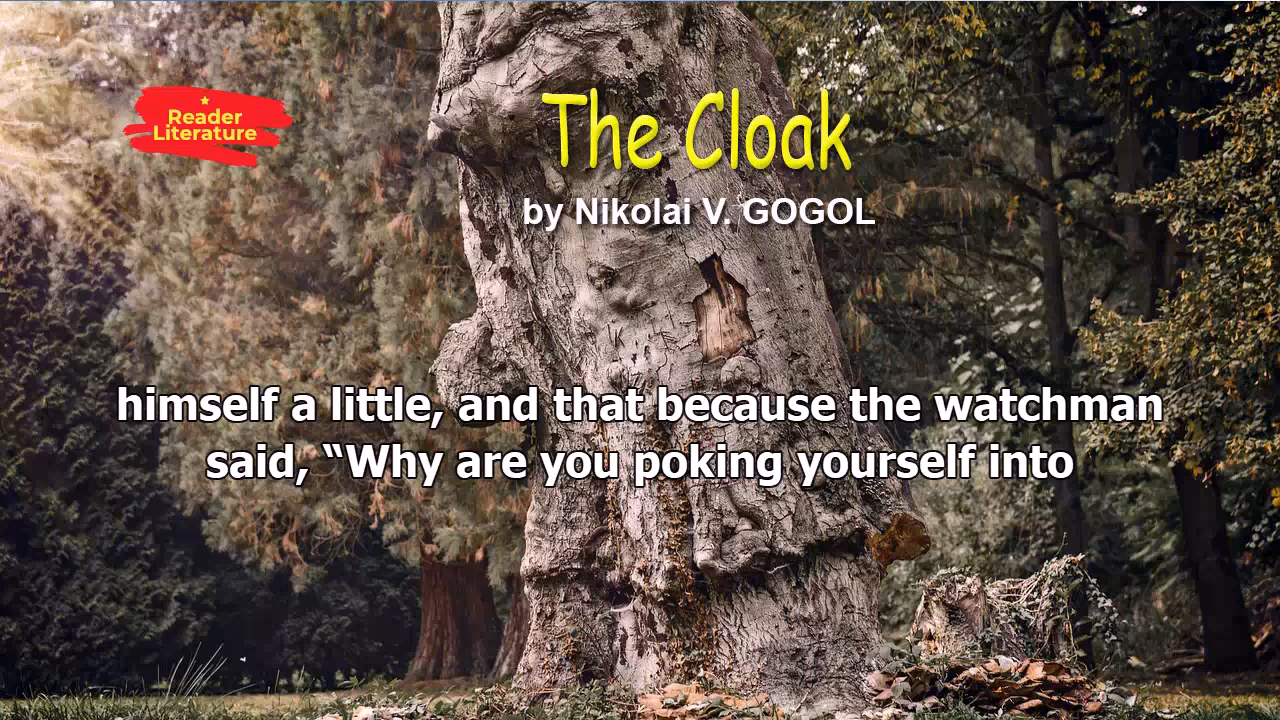 Reader
Literature
The Cloak
by Nikolai V. GOGOL
himself a little, and that because the watchman
said, “Why are you poking yourself into